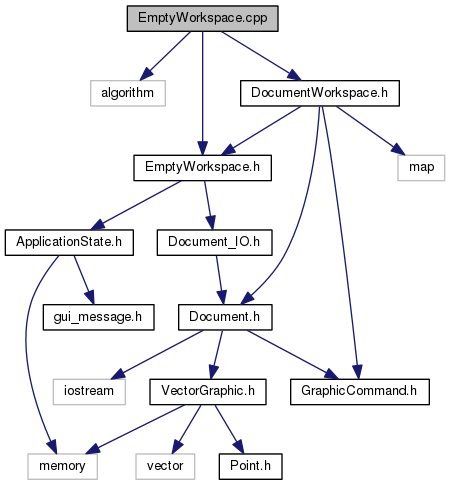 EmptyWorkspace.cpp
algorithm
DocumentWorkspace.h
EmptyWorkspace.h
map
ApplicationState.h
Document_IO.h
gui_message.h
Document.h
iostream
VectorGraphic.h
GraphicCommand.h
memory
vector
Point.h